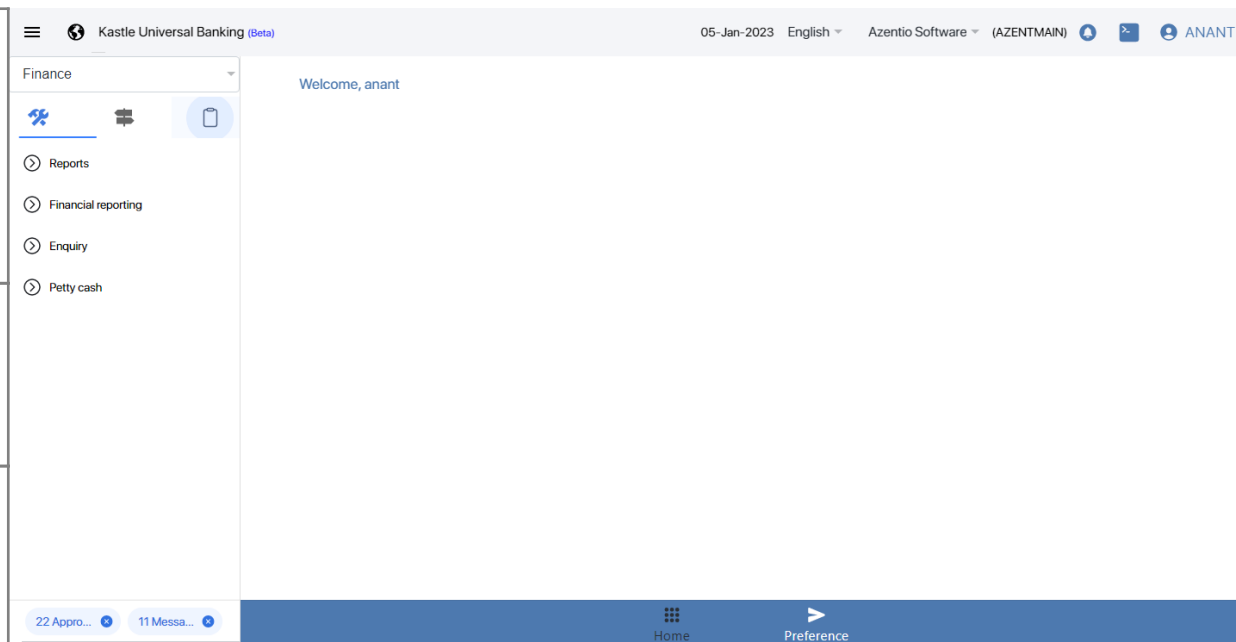 Kastle Universal Banking (Beta) 05-Jan-2023 English Azentio Software (AZENTMAIN) ANANT
Finance
Welcome, anant
Reports
Financial reporting
Enquiry
Petty cash
22 Appro... 11 Messa...
Home Preference